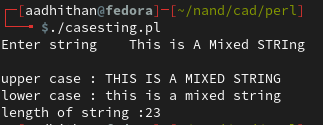 [aadhithan@fedora]-[~/nand/cad/perl]
$./casesting.pl
Enter string    This is A Mixed STRIng
upper case : THIS IS A MIXED STRING
lower case : this is a mixed string
length of string :23